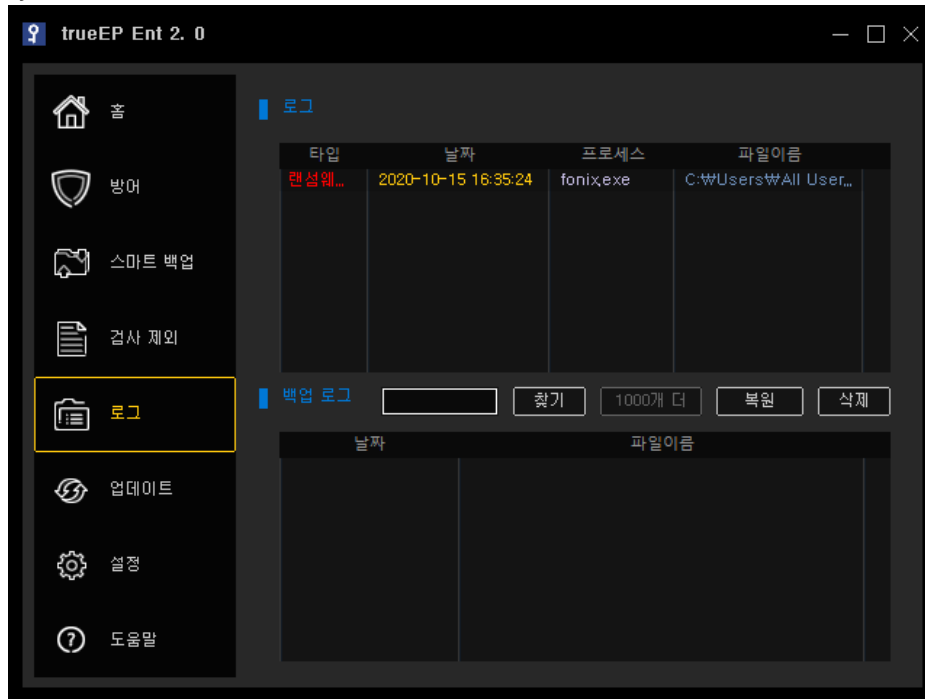 trueEP Ent 2. 0
홈
방어
스마트 백업
검사 제외
로그
업데이트
설정
도움말
로그
타입 날짜 프로세스 파일이름
랜섬웨... 2020-10-15 16:35:24 fonix.exe C:₩Users₩All User...
백업 로그 찾기 1000개 더 복원 삭제
날짜 파일이름